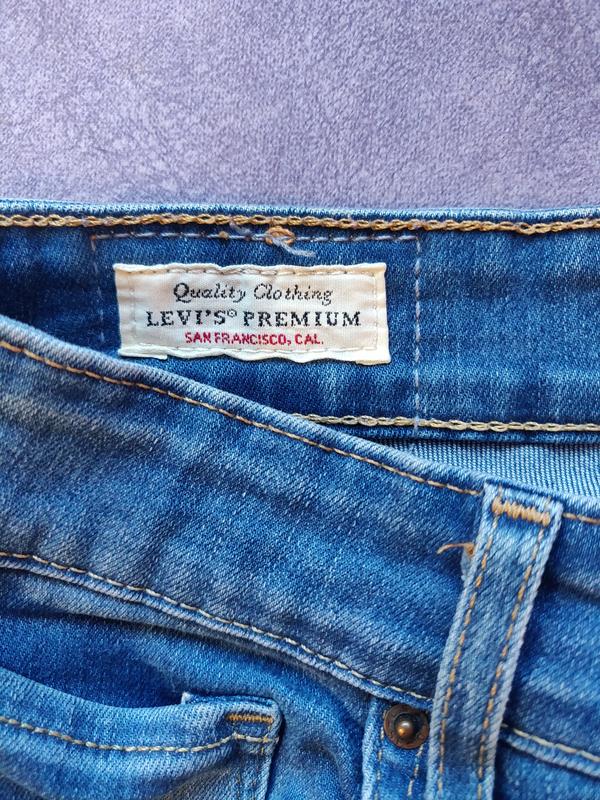 Quality Clothing
LEVI'S® PREMIUM
SAN FRANCISCO, CAL.